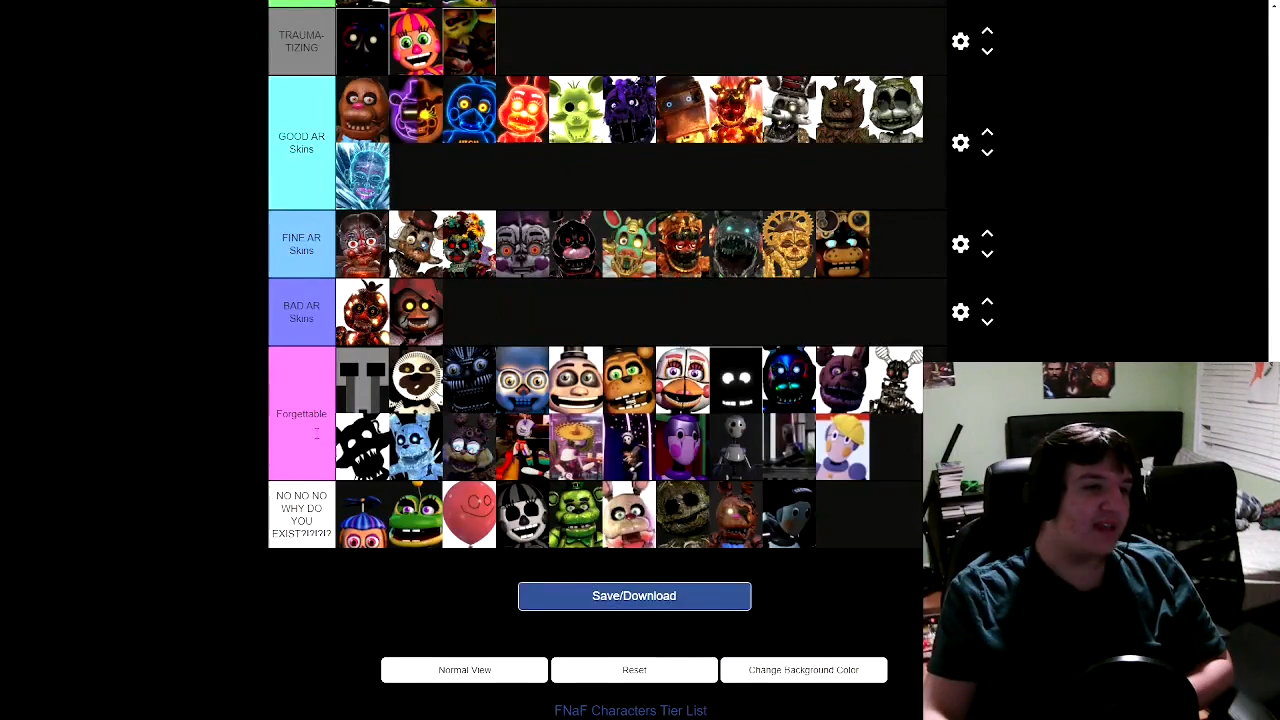 TRAUMA-
TIZING
GOOD AR
Skins
FINE AR
Skins
BAD AR
Skins
Forgettable
NO NO NO
WHY DO
YOU
EXIST?!?!?!?
Save/Download
Normal View
Reset
Change Background Color
FNaF Characters Tier List